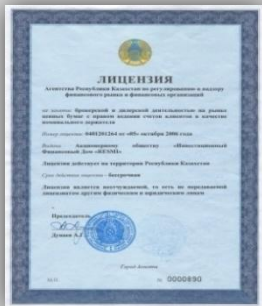 ЛИЦЕНЗИЯ
Агентства Республики Казахстан по регулированию и надзору
финансового рынка и финансовых организаций
на занятие брокерской и дилерской деятельностью на рынке
ценных бумаг с правом ведения счетов клиентов в качестве
номинального держателя
Номер лицензии 0401201264 от «05» октября 2006 года
Выдана Акционерному обществу «Инвестиционный
Финансовый Дом «RESMI»
Лицензия действует на территории Республики Казахстан
Срок действия лицензии – бессрочная
Лицензия является неотчуждаемой, то есть не передаваемой
лицензиатом другим физическим и юридическим лицам
Председатель
Дунаев А.Г.
Город Алматы
№ 0000890